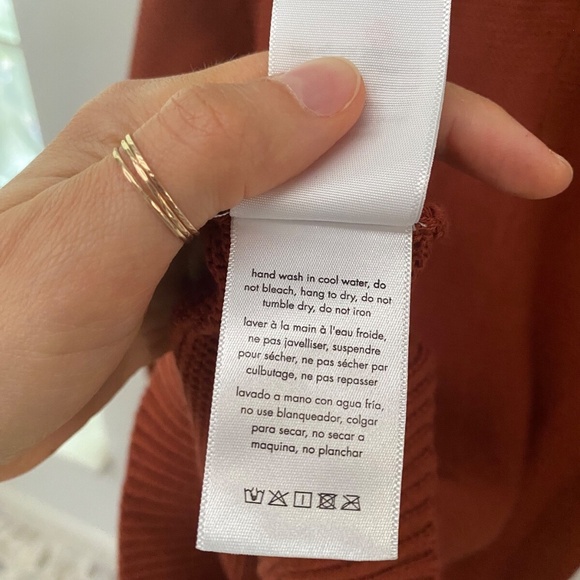 hand wash in cool water, do
not bleach, hang to dry, do not
tumble dry, do not iron
laver à la main à l'eau froide,
ne pas javelliser, suspendre
pour sécher, ne pas sécher par
culbutage, ne pas repasser
lavado a mano con agua fría,
no use blanqueador, colgar
para secar, no secar a
maquina, no planchar